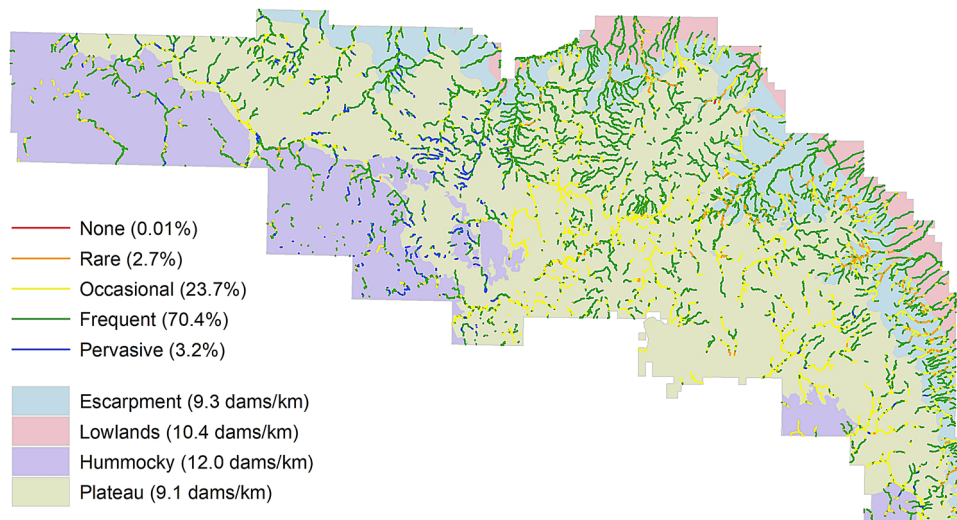 None (0.01%)
Rare (2.7%)
Occasional (23.7%)
Frequent (70.4%)
Pervasive (3.2%)
Escarpment (9.3 dams/km)
Lowlands (10.4 dams/km)
Hummocky (12.0 dams/km)
Plateau (9.1 dams/km)